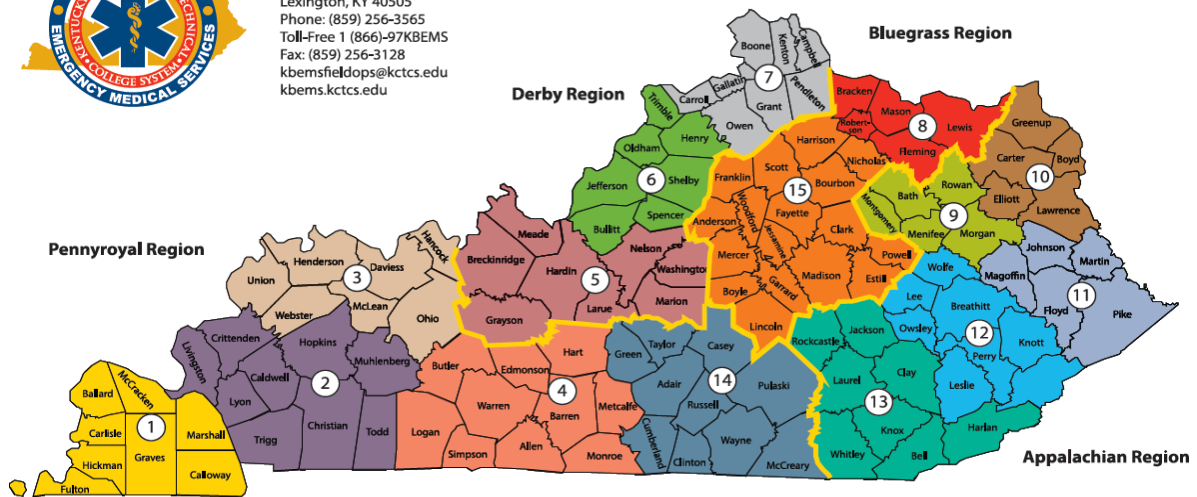 KENTUCKY
TECHNICAL
COLLEGE SYSTEM
EMERGENCY MEDICAL SERVICES
Lexington, KY 40505
Phone: (859) 256-3565
Toll-Free 1 (866)-97KBEMS
Fax: (859) 256-3128
kbemsfieldops@kctcs.edu
kbems.kctcs.edu
Bluegrass Region
Derby Region
Pennyroyal Region
Appalachian Region
Boone
Kenton
Campbell
7
Gallatin
Carroll
Grant
Pendleton
Owen
Bracken
Mason
Robert-
son
8
Lewis
Fleming
Greenup
Carter
Boyd
10
Elliott
Lawrence
Trimble
Henry
Oldham
6
Shelby
Jefferson
Spencer
Bullitt
Harrison
Nicholas
Scott
Franklin
15
Bourbon
Woodford
Fayette
Anderson
Clark
Jessamine
Mercer
Madison
Powell
Estill
Boyle
Garrard
Lincoln
Montgomery
Bath
Rowan
9
Menifee
Morgan
Johnson
Martin
Magoffin
11
Floyd
Pike
Wolfe
Lee
Breathitt
Owsley
12
Knott
Perry
Leslie
Meade
Breckinridge
Nelson
Hardin
5
Washington
Larue
Marion
Grayson
Hancock
Henderson
Daviess
3
Union
McLean
Webster
Ohio
Crittenden
Livingston
Hopkins
Muhlenberg
Caldwell
2
Lyon
Christian
Trigg
Todd
Butler
Edmonson
Hart
4
Warren
Barren
Metcalfe
Logan
Allen
Simpson
Monroe
Green
Taylor
Casey
Adair
14
Pulaski
Russell
Cumberland
Wayne
Clinton
McCreary
Rockcastle
Jackson
Laurel
Clay
13
Knox
Harlan
Whitley
Bell
Ballard
McCracken
Carlisle
1
Marshall
Graves
Hickman
Calloway
Fulton